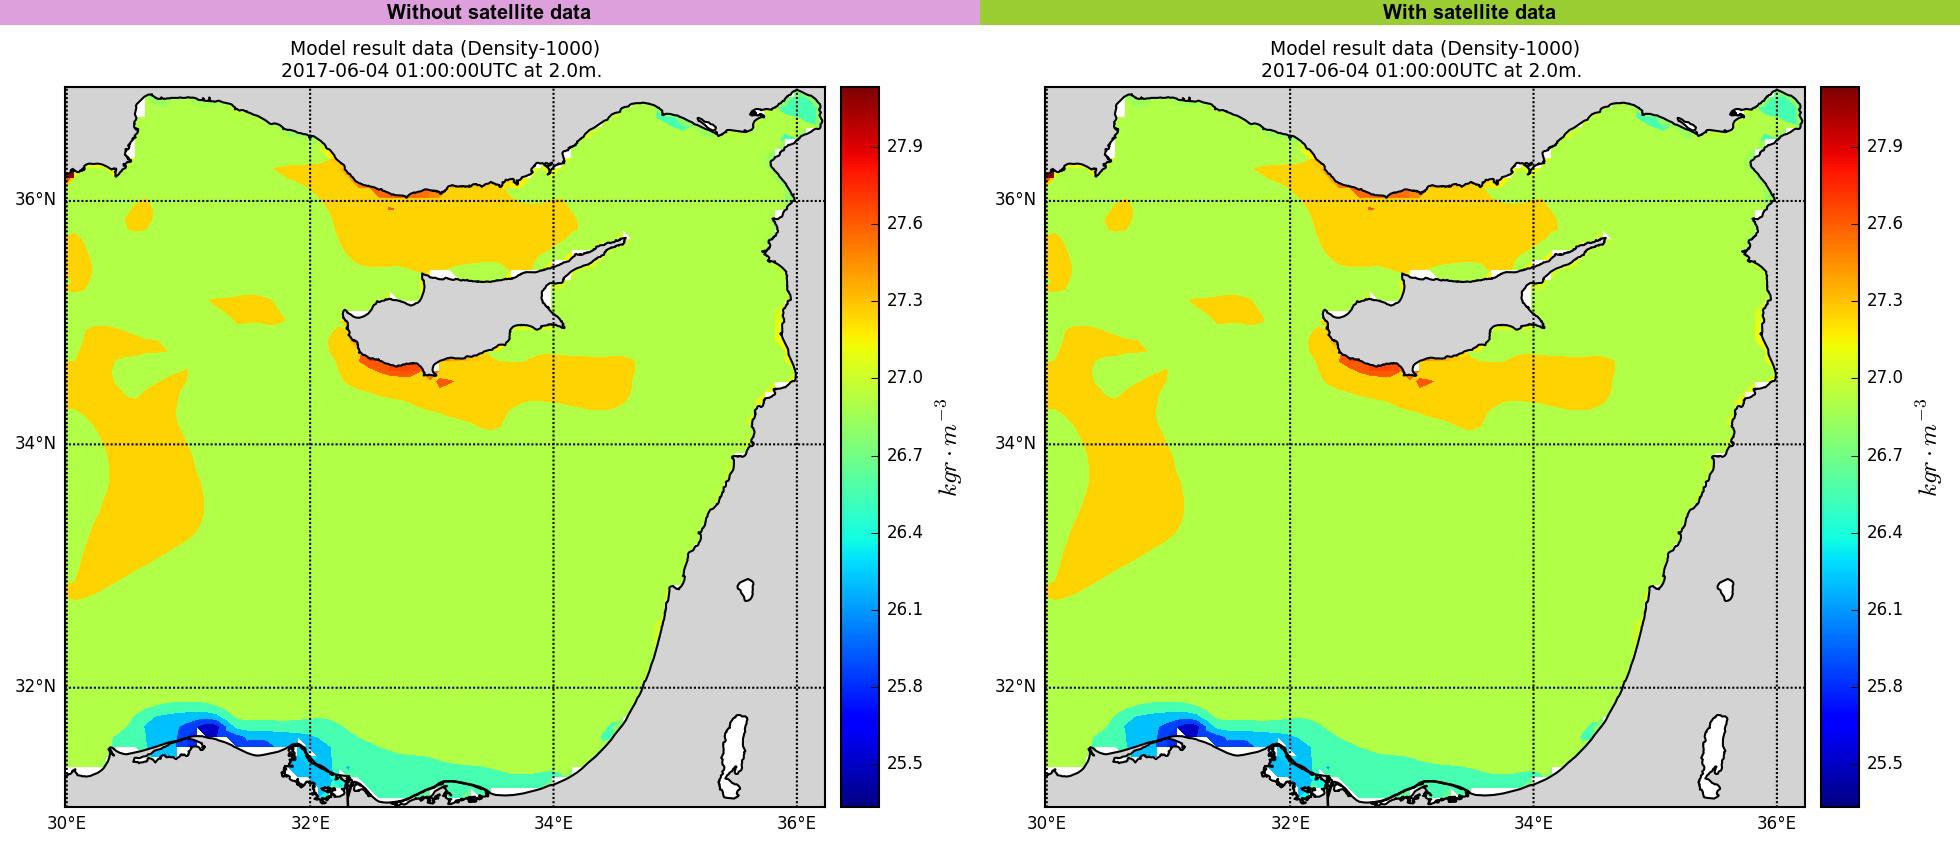 Without satellite data
With satellite data
Model result data (Density-1000)
2017-06-04 01:00:00UTC at 2.0m.
36°N
34°N
32°N
30°E
32°E
34°E
36°E
27.9
27.6
27.3
27.0
26.7
26.4
26.1
25.8
25.5
kgr · m⁻³
Model result data (Density-1000)
2017-06-04 01:00:00UTC at 2.0m.
36°N
34°N
32°N
30°E
32°E
34°E
36°E
27.9
27.6
27.3
27.0
26.7
26.4
26.1
25.8
25.5
kgr · m⁻³